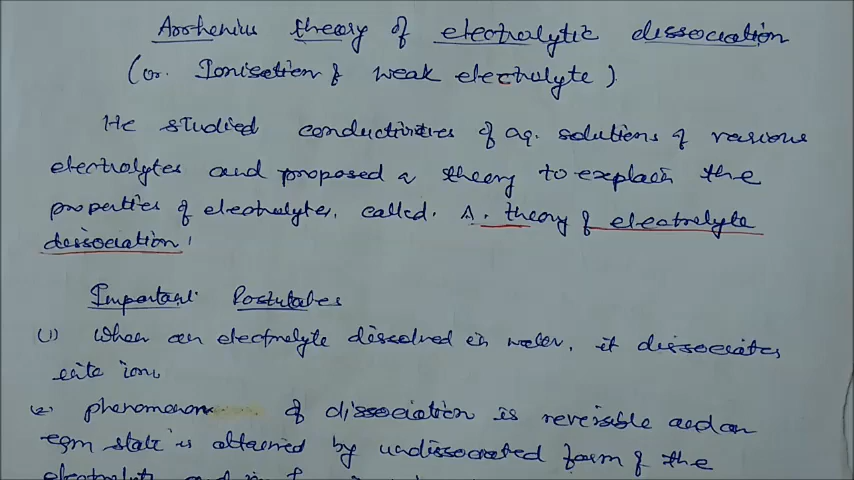 Arrhenius theory of electrolytic dissociation
(or. Ionisation of weak electrolyte).
He studied conductivities of aq. solutions of various
electrolytes and proposed a theory to explain the
properties of electrolytes, called. A. theory of electrolyte
dissociation!
Important Postulates
(1) When an electrolyte dissolved in water, it dissociates
into ions
phenomenon of dissociation is reversible and an
eqm state is attained by undissociated form of the